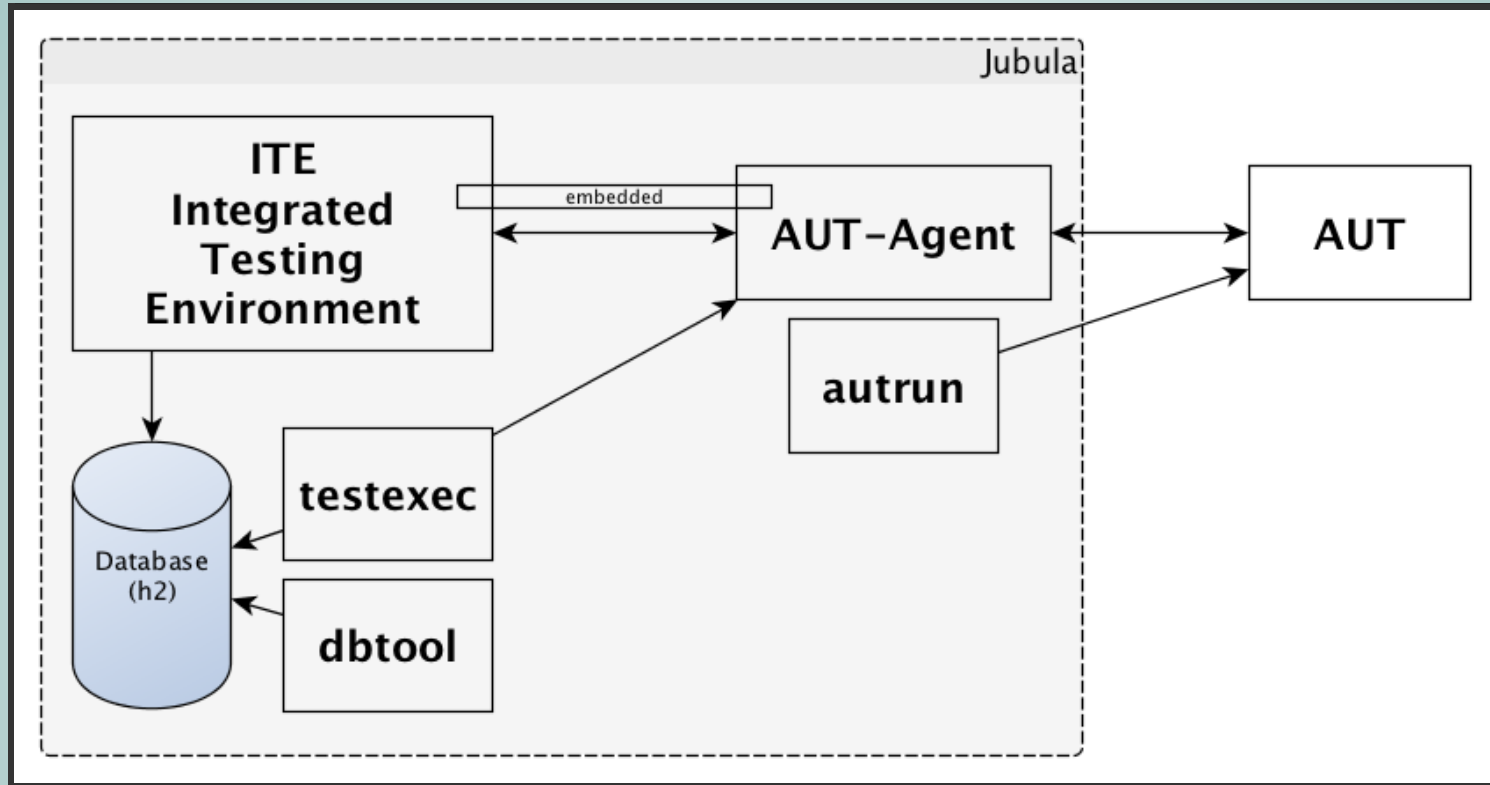 Jubula
ITE
Integrated
Testing
Environment
embedded
AUT-Agent
AUT
autrun
testexec
Database
(h2)
dbtool